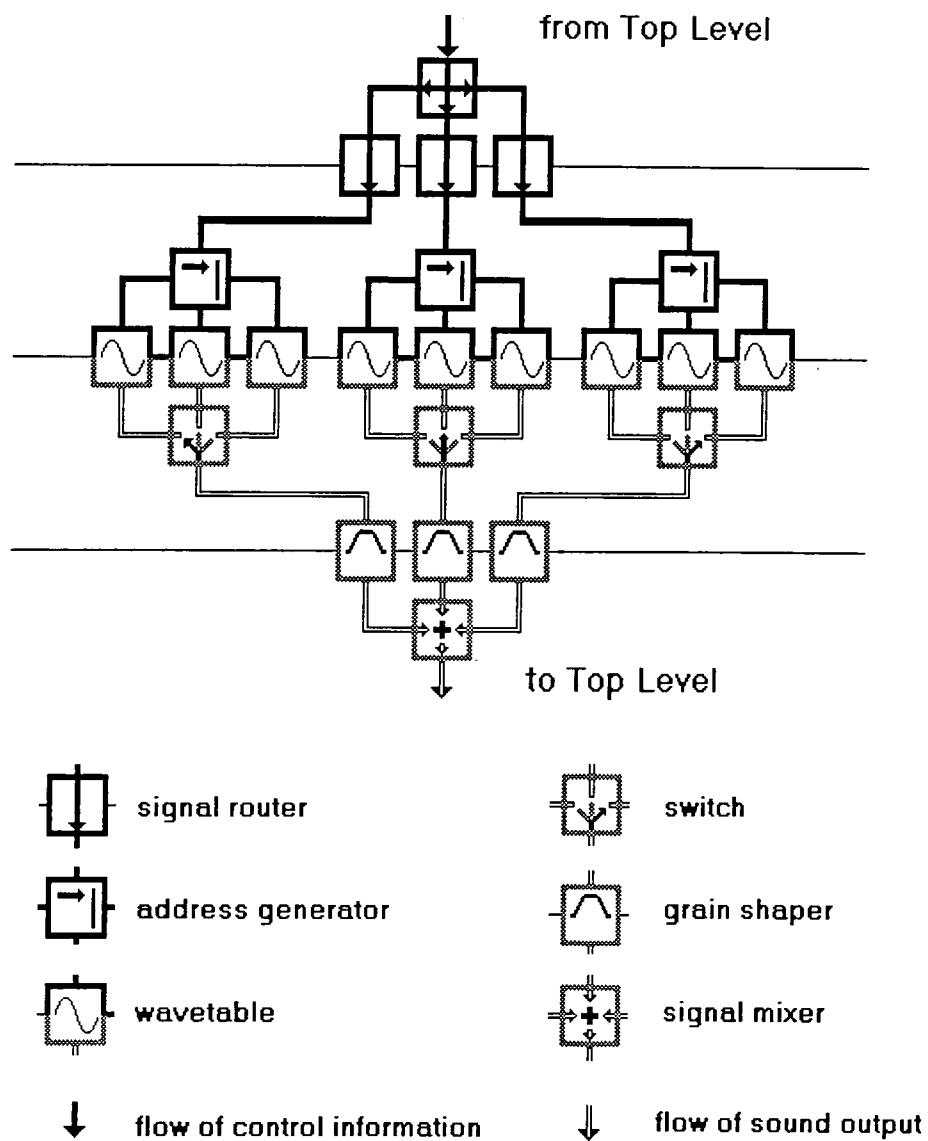 from Top Level
to Top Level
signal router
switch
address generator
grain shaper
wavetable
signal mixer
flow of control information
flow of sound output